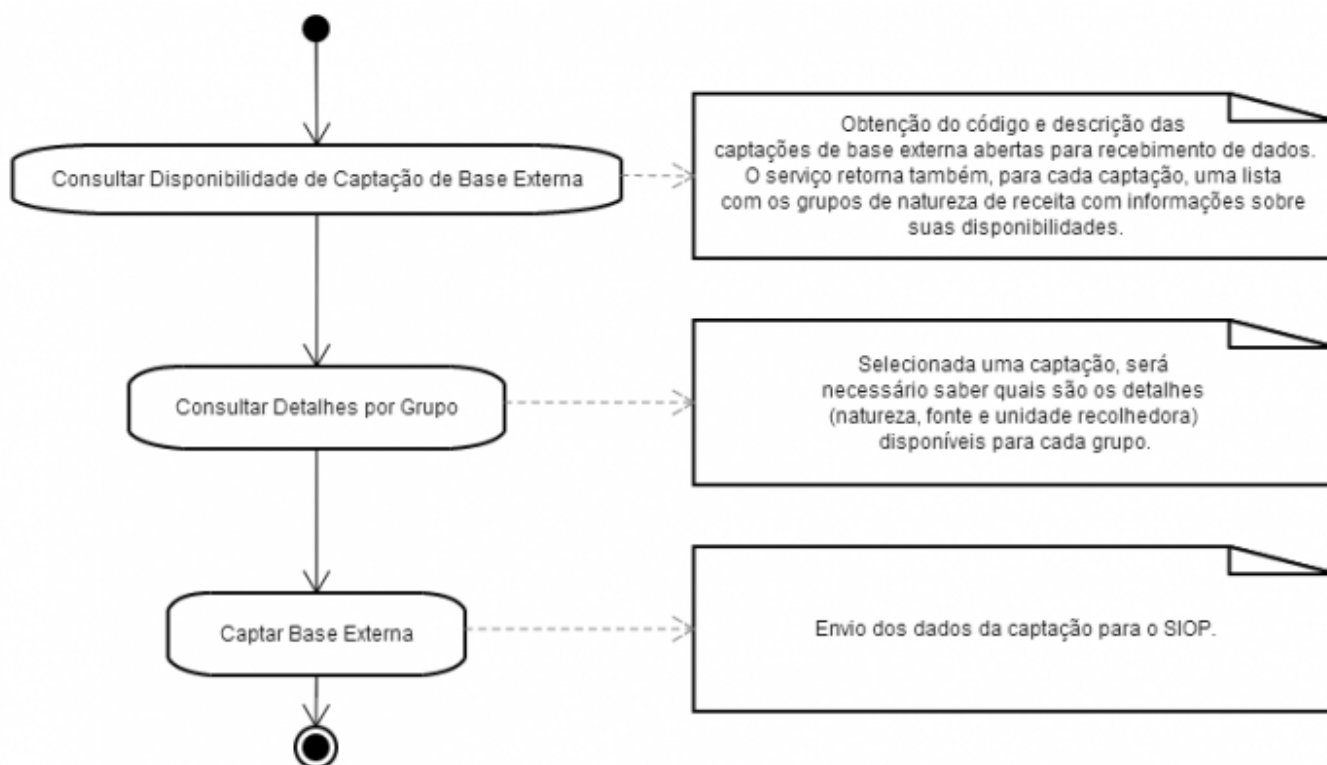 Consultar Disponibilidade de Captação de Base Externa
Obtenção do código e descrição das
captações de base externa abertas para recebimento de dados.
O serviço retorna também, para cada captação, uma lista
com os grupos de natureza de receita com informações sobre
suas disponibilidades.
Consultar Detalhes por Grupo
Selecionada uma captação, será
necessário saber quais são os detalhes
(natureza, fonte e unidade recolhedora)
disponíveis para cada grupo.
Captar Base Externa
Envio dos dados da captação para o SIOP.